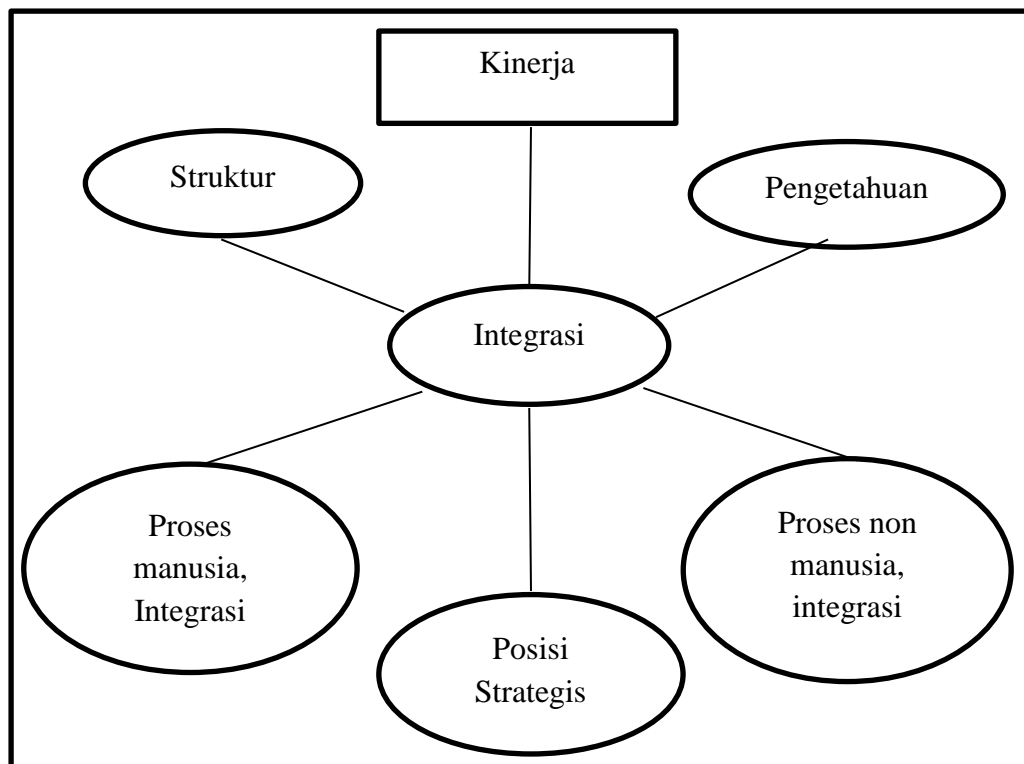 Kinerja
Struktur
Pengetahuan
Integrasi
Proses
manusia,
Integrasi
Posisi
Strategis
Proses non
manusia,
integrasi